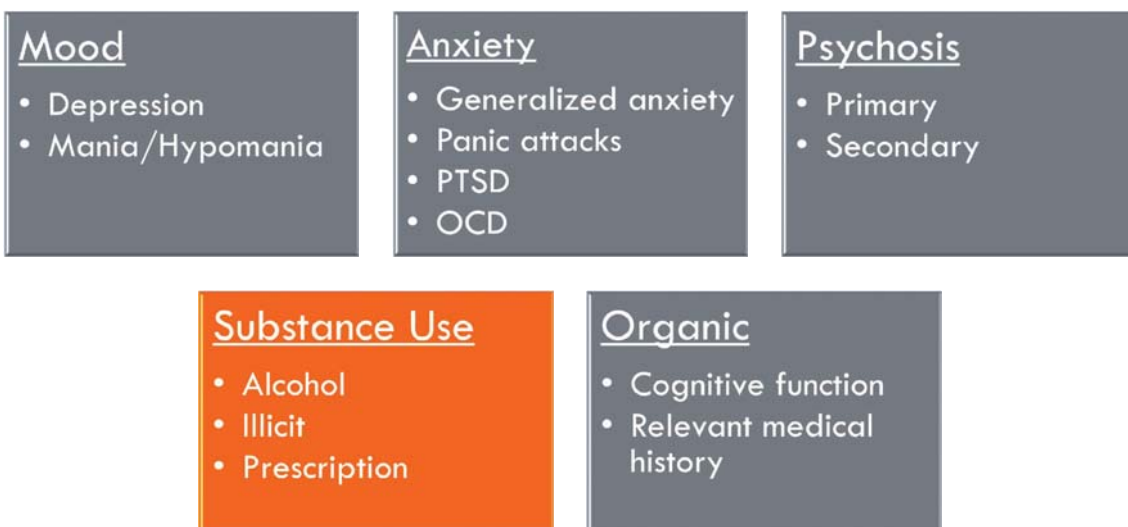 Mood
• Depression
• Mania/Hypomania
Anxiety
• Generalized anxiety
• Panic attacks
• PTSD
• OCD
Psychosis
• Primary
• Secondary
Substance Use
• Alcohol
• Illicit
• Prescription
Organic
• Cognitive function
• Relevant medical
history